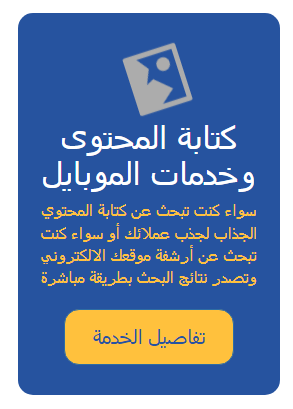 كتابة المحتوى
وخدمات الموبايل
سواء كنت تبحث عن كتابة المحتوي
الجذاب لجذب عملائك أو سواء كنت
تبحث عن أرشفة موقعك الالكتروني
وتصدر نتائج البحث بطريقة مباشرة
تفاصيل الخدمة